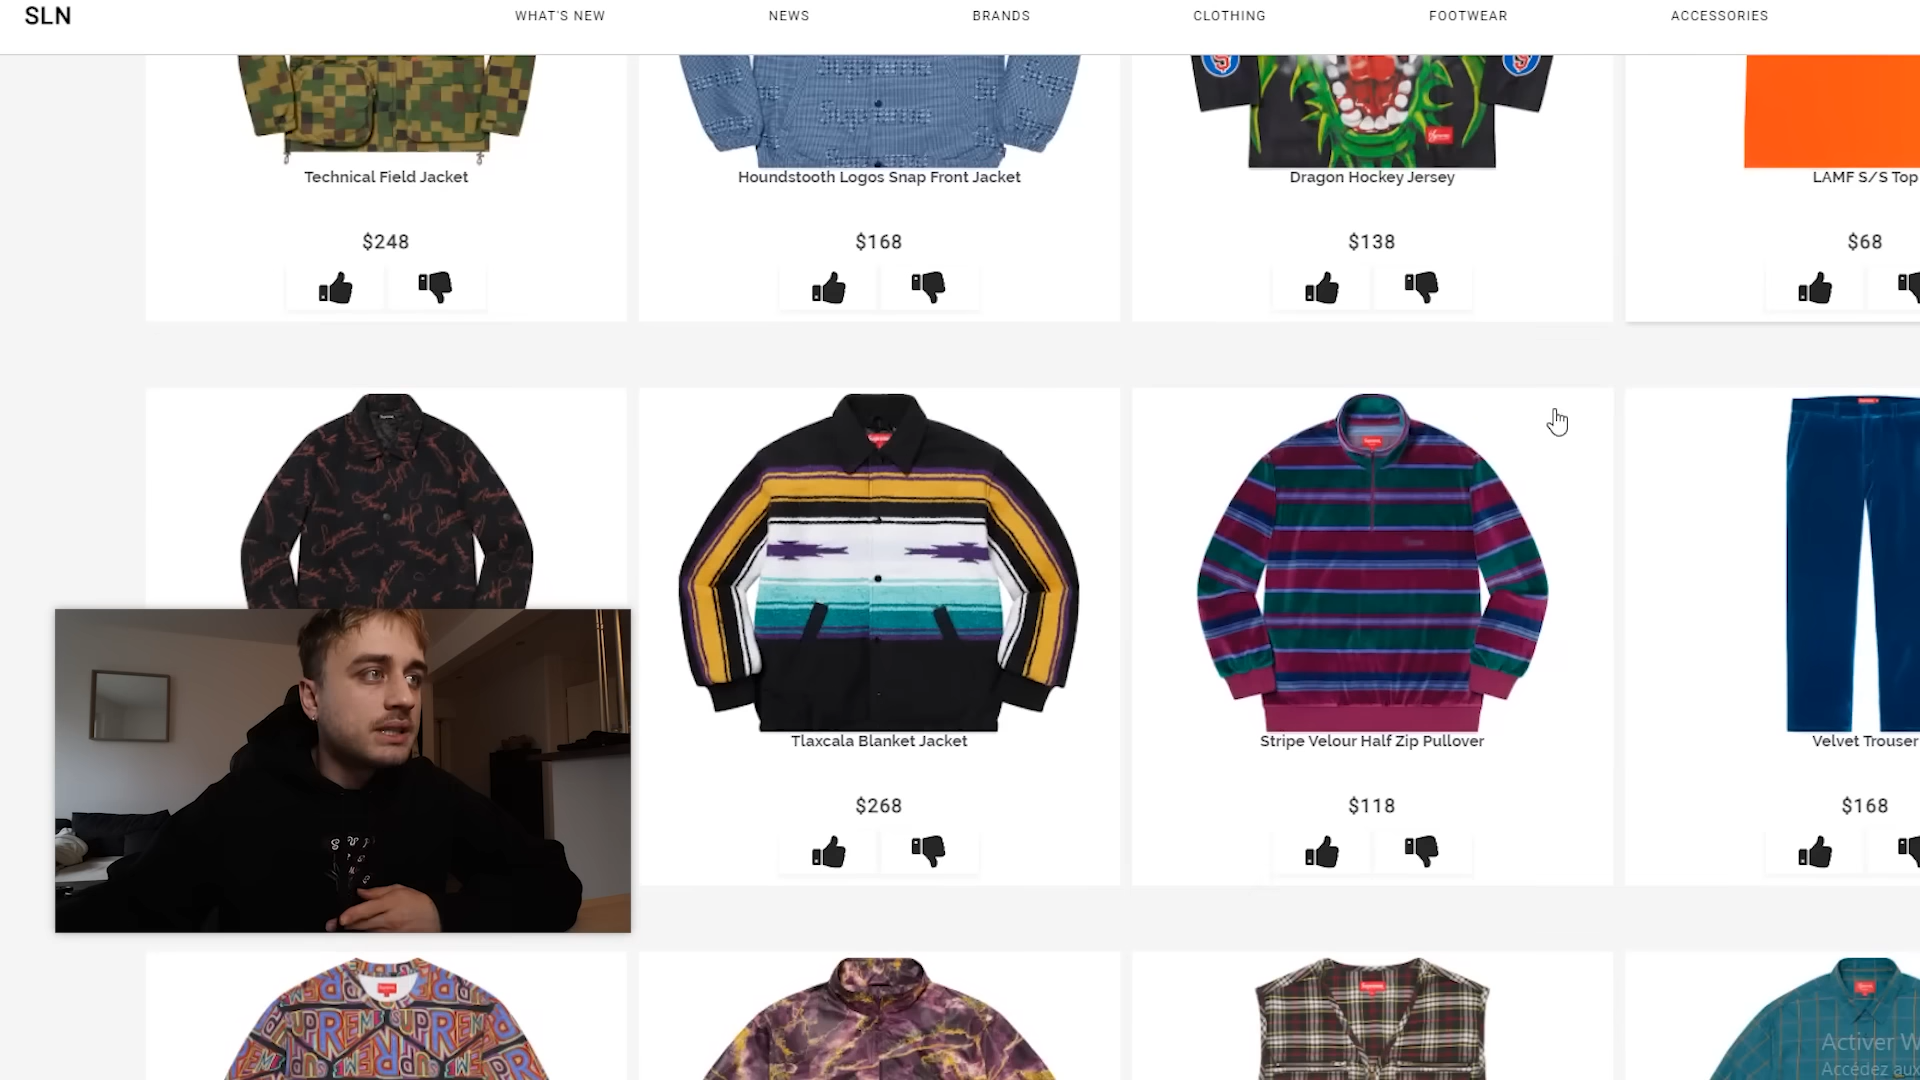 SLN
WHAT'S NEW
NEWS
BRANDS
CLOTHING
FOOTWEAR
ACCESSORIES
Technical Field Jacket
Houndstooth Logos Snap Front Jacket
Dragon Hockey Jersey
LAMF S/S Top
$248
$168
$138
$68
Tlaxcala Blanket Jacket
Stripe Velour Half Zip Pullover
Velvet Trouser
$268
$118
$168
Supreme
SUPREME
Activer W
Accédez aux